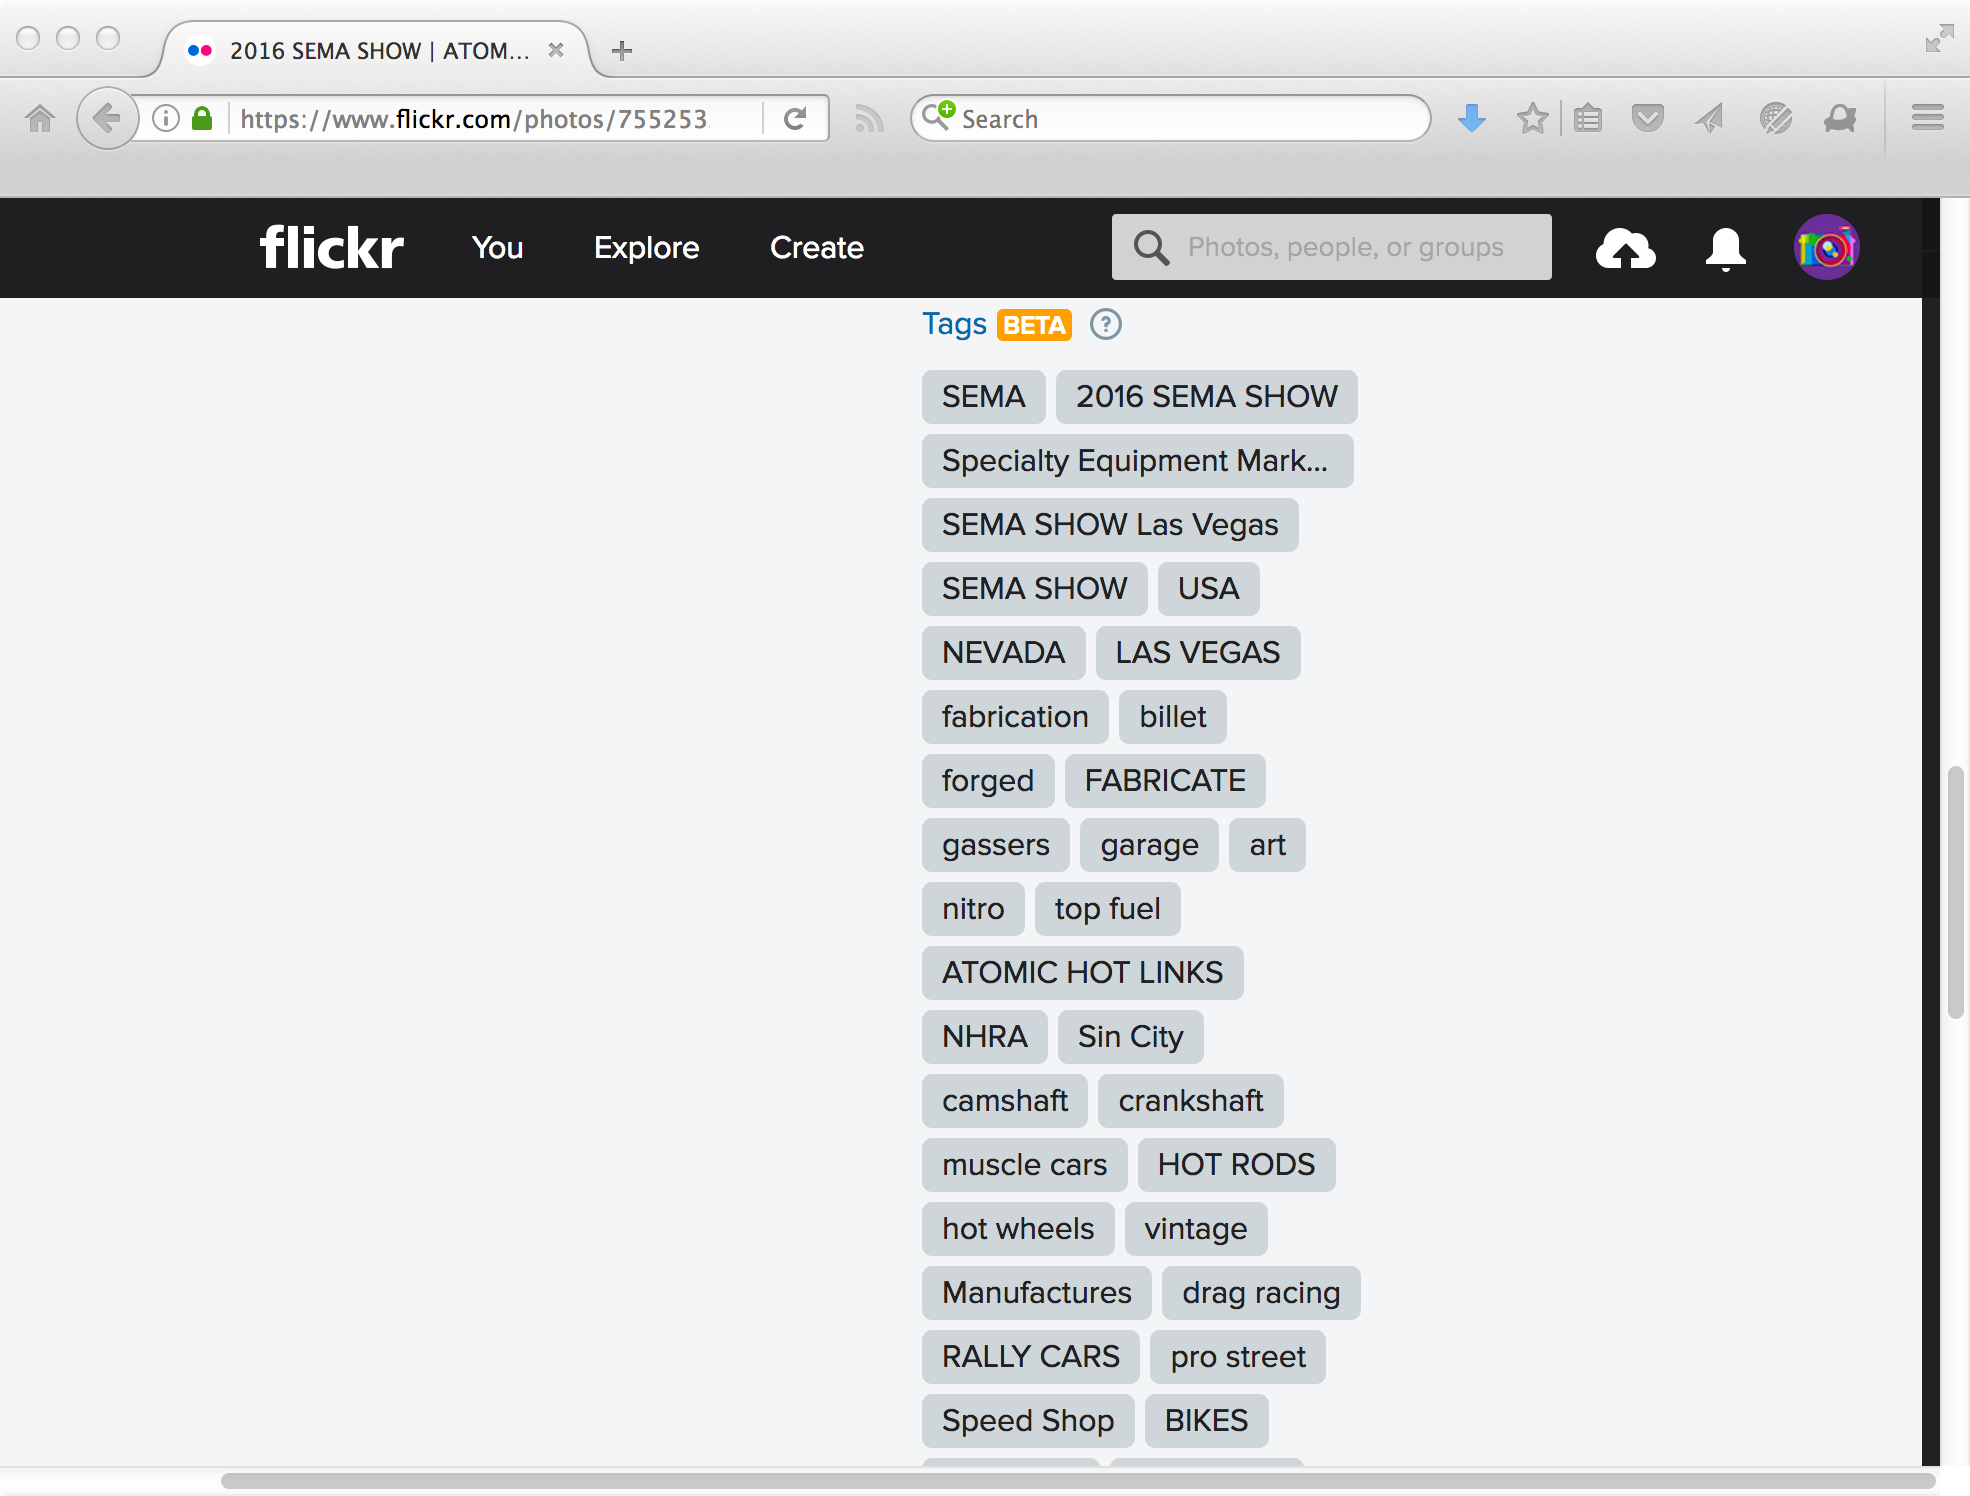 2016 SEMA SHOW | ATOM...
https://www.flickr.com/photos/755253
Search
flickr You Explore Create Photos, people, or groups
Tags BETA ?
SEMA 2016 SEMA SHOW
Specialty Equipment Mark...
SEMA SHOW Las Vegas
SEMA SHOW USA
NEVADA LAS VEGAS
fabrication billet
forged FABRICATE
gassers garage art
nitro top fuel
ATOMIC HOT LINKS
NHRA Sin City
camshaft crankshaft
muscle cars HOT RODS
hot wheels vintage
Manufactures drag racing
RALLY CARS pro street
Speed Shop BIKES